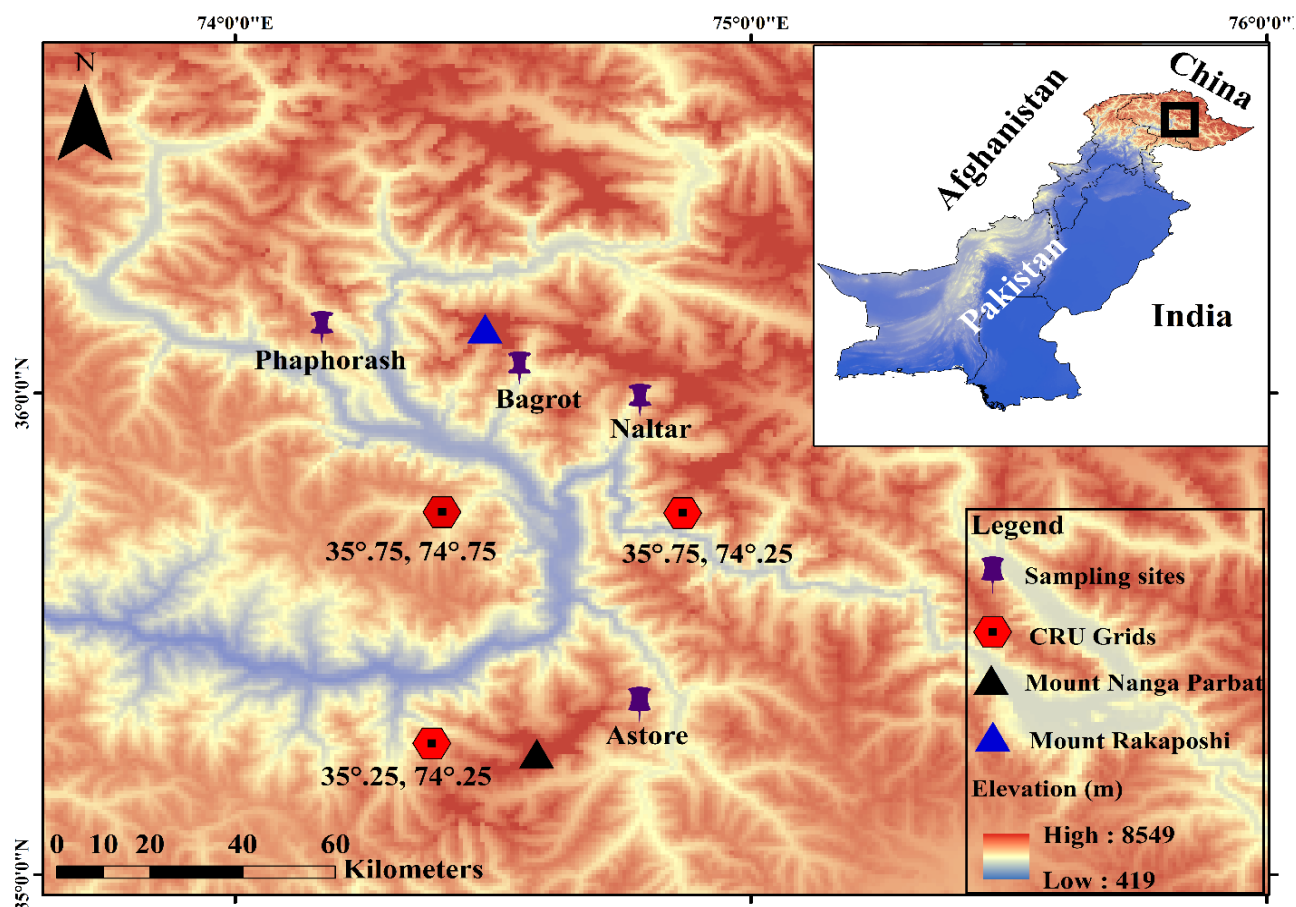 74°0'0"E
75°0'0"E
76°0'0"E
N
China
Afghanistan
Pakistan
India
36°0'0"N
35°0'0"N
Phaphorash
Bagrot
Naltar
35°.75, 74°.75
35°.75, 74°.25
Astore
35°.25, 74°.25
0 10 20 40 60
Kilometers
Legend
Sampling sites
CRU Grids
Mount Nanga Parbat
Mount Rakaposhi
Elevation (m)
High : 8549
Low : 419